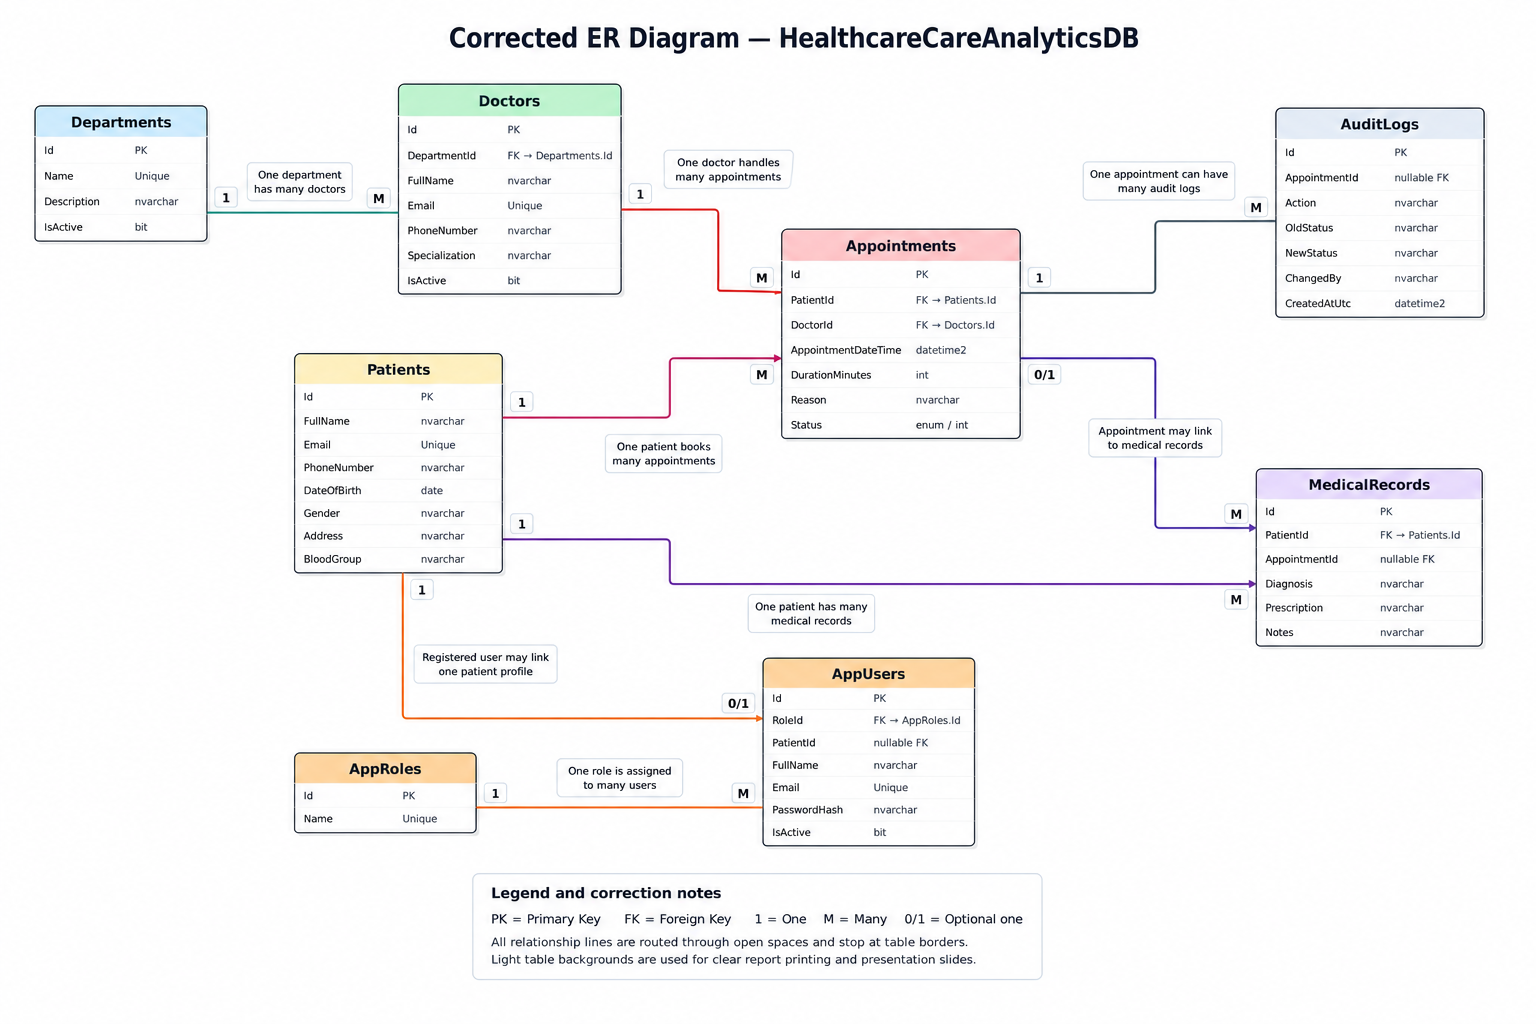 Corrected ER Diagram — HealthcareCareAnalyticsDB
Departments
Id PK
Name Unique
Description nvarchar
IsActive bit
1
One department
has many doctors
M
Doctors
Id PK
DepartmentId FK → Departments.Id
FullName nvarchar
Email Unique
PhoneNumber nvarchar
Specialization nvarchar
IsActive bit
1
One doctor handles
many appointments
M
Appointments
Id PK
PatientId FK → Patients.Id
DoctorId FK → Doctors.Id
AppointmentDateTime datetime2
DurationMinutes int
Reason nvarchar
Status enum / int
1
One appointment can have
many audit logs
M
AuditLogs
Id PK
AppointmentId nullable FK
Action nvarchar
OldStatus nvarchar
NewStatus nvarchar
ChangedBy nvarchar
CreatedAtUtc datetime2
Patients
Id PK
FullName nvarchar
Email Unique
PhoneNumber nvarchar
DateOfBirth date
Gender nvarchar
Address nvarchar
BloodGroup nvarchar
1
M
One patient books
many appointments
0/1
Appointment may link
to medical records
M
MedicalRecords
Id PK
PatientId FK → Patients.Id
AppointmentId nullable FK
Diagnosis nvarchar
Prescription nvarchar
Notes nvarchar
1
One patient has many
medical records
M
1
Registered user may link
one patient profile
0/1
AppUsers
Id PK
RoleId FK → AppRoles.Id
PatientId nullable FK
FullName nvarchar
Email Unique
PasswordHash nvarchar
IsActive bit
AppRoles
Id PK
Name Unique
1
One role is assigned
to many users
M
Legend and correction notes
PK = Primary Key FK = Foreign Key 1 = One M = Many 0/1 = Optional one
All relationship lines are routed through open spaces and stop at table borders.
Light table backgrounds are used for clear report printing and presentation slides.